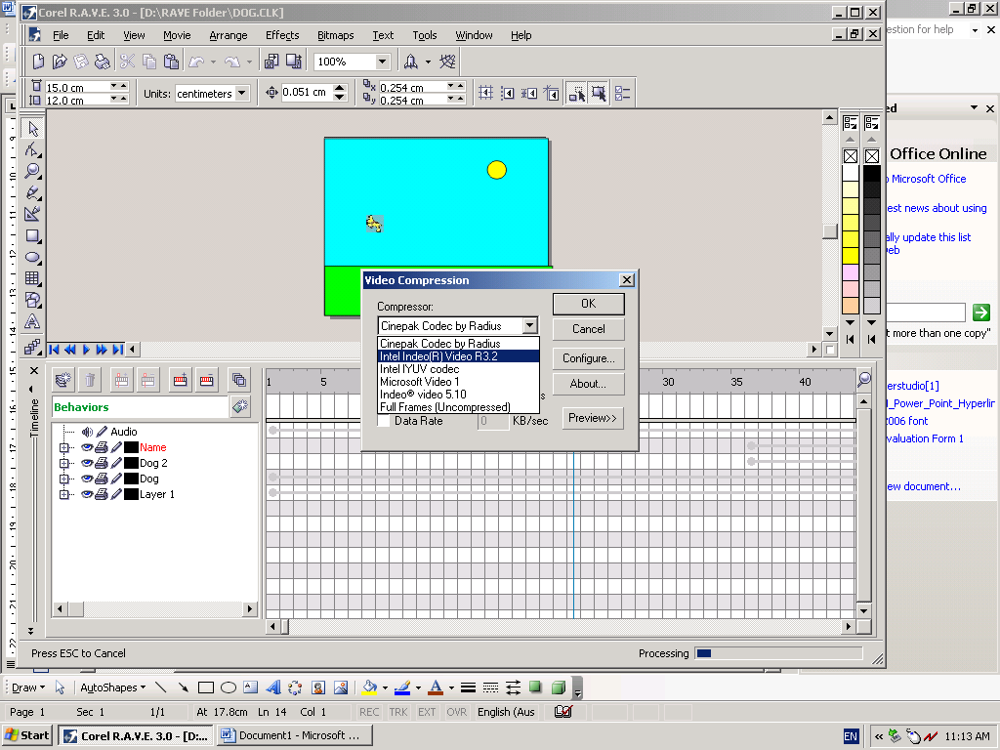 Corel R.A.V.E. 3.0 - [D:\RAVE Folder\DOG.CLK]
File Edit View Movie Arrange Effects Bitmaps Text Tools Window Help
estion for help
100%
15.0 cm
12.0 cm
Units: centimeters
0.051 cm
0.254 cm
0.254 cm
ed
Office Online
Microsoft Office
est news about using
ally update this list
eb
more than one copy"
erstudio[1]
l_Power_Point_Hyperlin
2006 font
valuation Form 1
ew document...
Video Compression
Compressor:
Cinepak Codec by Radius
Cinepak Codec by Radius
Intel Indeo(R) Video R3.2
Intel IYUV codec
Microsoft Video 1
Indeo® video 5.10
Full Frames (Uncompressed)
s
Data Rate 0 KB/sec
OK
Cancel
Configure...
About...
Preview>>
Timeline
1 5 35 40
Behaviors
Audio
Name
Dog 2
Dog
Layer 1
Press ESC to Cancel
Processing
Draw AutoShapes
Page 1 Sec 1 1/1 At 17.8cm Ln 14 Col 1 REC TRK EXT OVR English (Aus
Start Corel R.A.V.E. 3.0 - [D:... Document1 - Microsoft ... EN « 11:13 AM